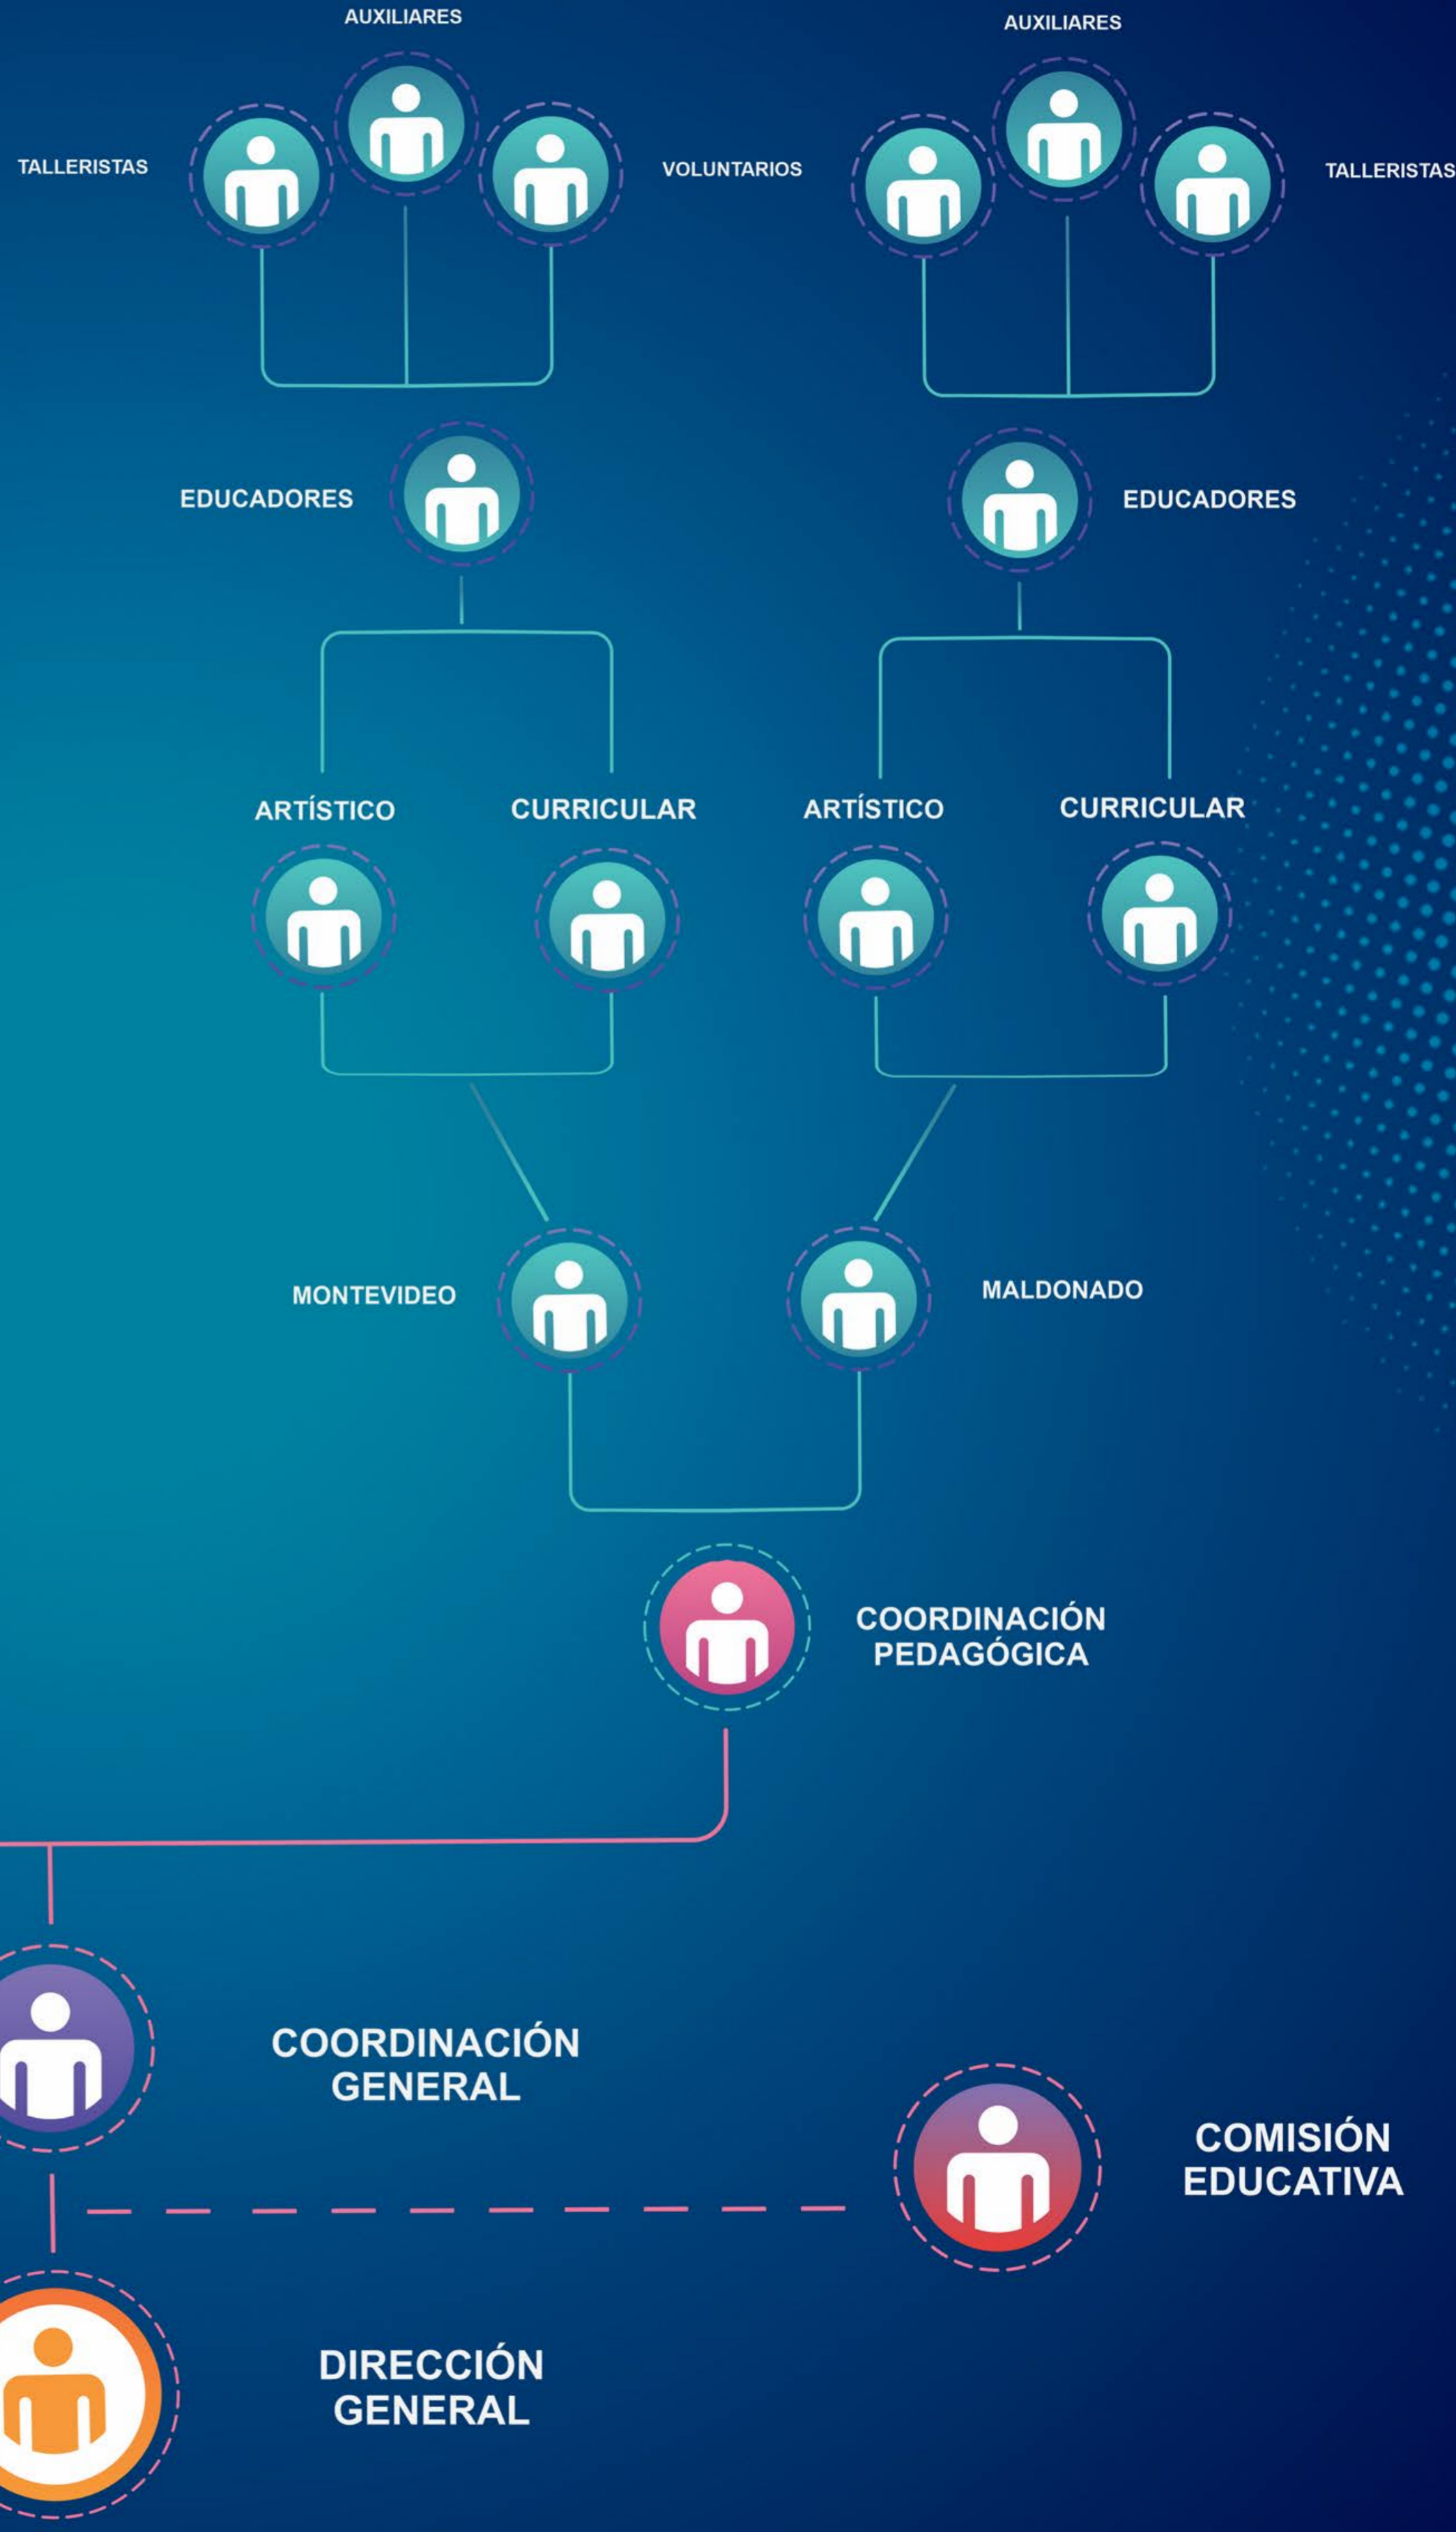 AUXILIARES
AUXILIARES
TALLERISTAS
VOLUNTARIOS
TALLERISTAS
EDUCADORES
EDUCADORES
ARTÍSTICO
CURRICULAR
ARTÍSTICO
CURRICULAR
MONTEVIDEO
MALDONADO
COORDINACIÓN
PEDAGÓGICA
COORDINACIÓN
GENERAL
COMISIÓN
EDUCATIVA
DIRECCIÓN
GENERAL